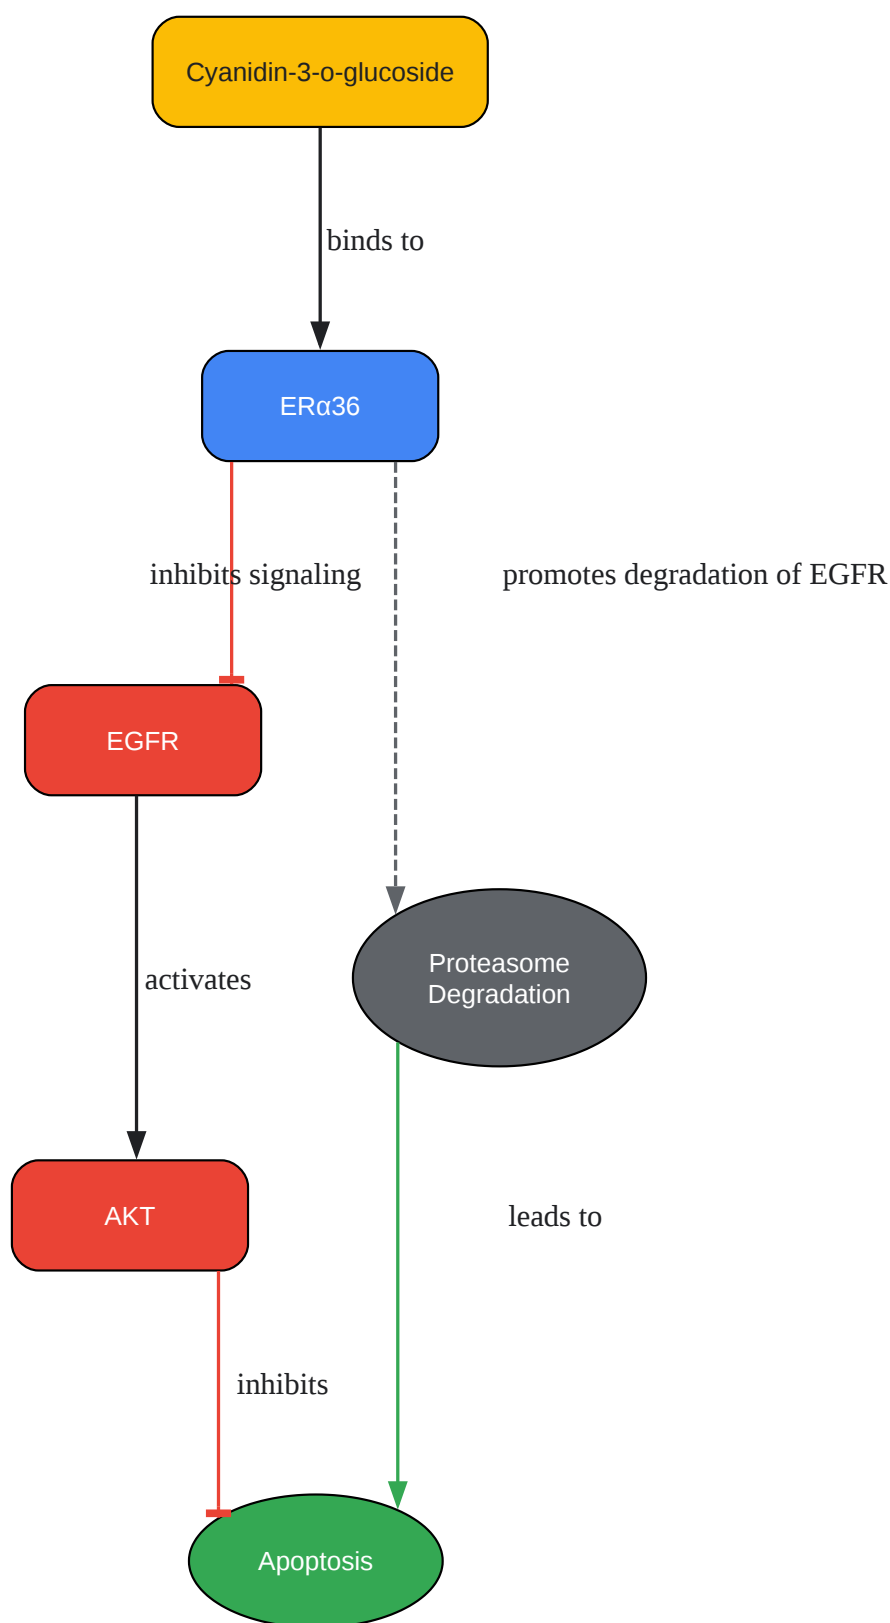 Cyanidin-3-o-glucoside
binds to
ERα36
inhibits signaling
promotes degradation of EGFR
EGFR
activates
Proteasome
Degradation
AKT
leads to
inhibits
Apoptosis